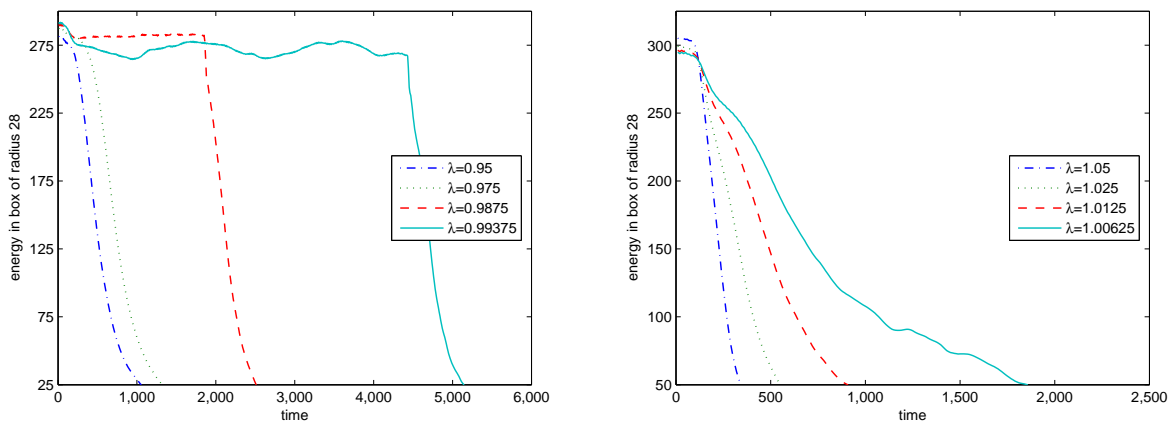 275
225
175
125
75
25
energy in box of radius 28
0
1,000
2,000
3,000
4,000
5,000
6,000
time
λ=0.95
λ=0.975
λ=0.9875
λ=0.99375
300
250
200
150
100
50
energy in box of radius 28
0
500
1,000
1,500
2,000
2,500
time
λ=1.05
λ=1.025
λ=1.0125
λ=1.00625